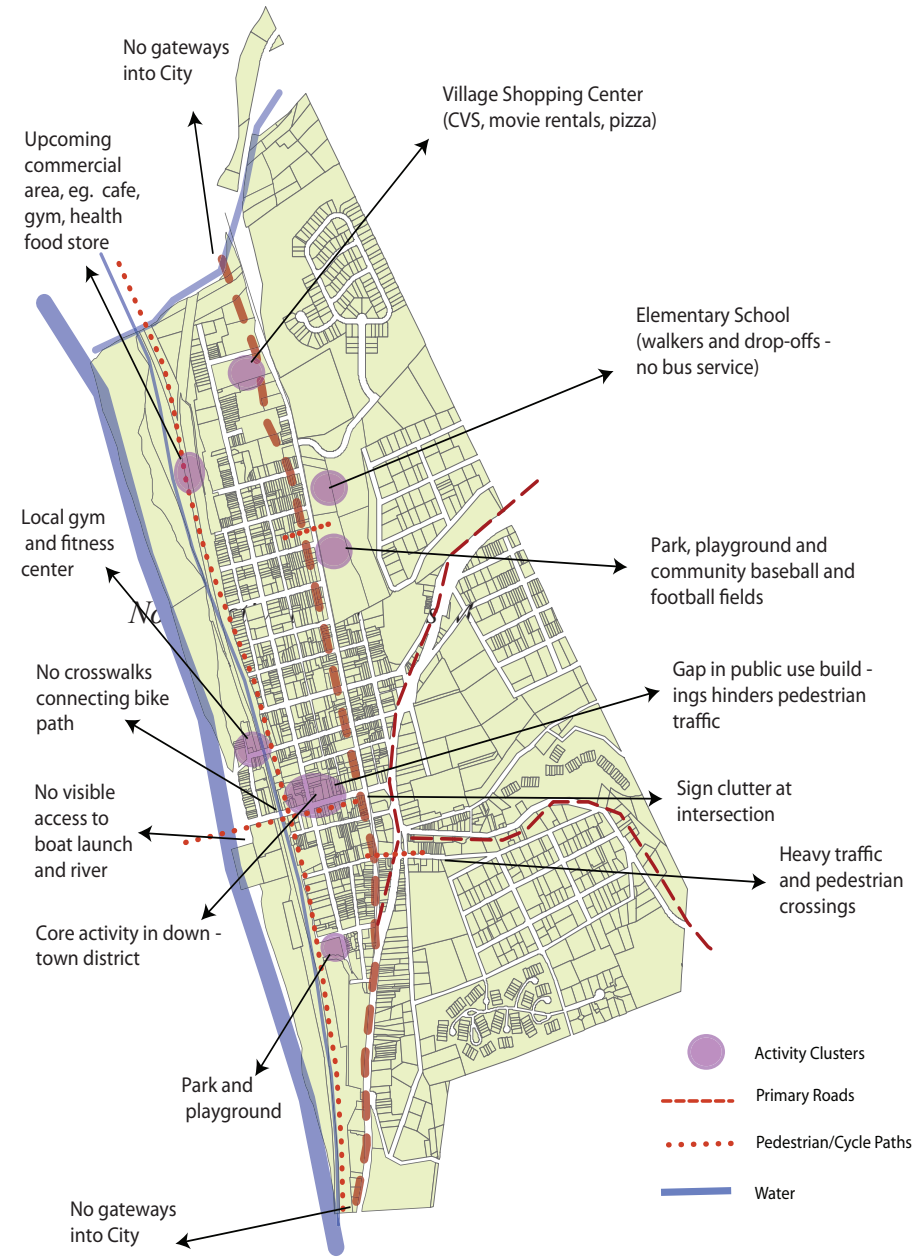 No gateways
into City
Village Shopping Center
(CVS, movie rentals, pizza)
Upcoming
commercial
area, eg. cafe,
gym, health
food store
Elementary School
(walkers and drop-offs -
no bus service)
Local gym
and fitness
center
Park, playground and
community baseball and
football fields
No crosswalks
connecting bike
path
Gap in public use build -
ings hinders pedestrian
traffic
No visible
access to
boat launch
and river
Sign clutter at
intersection
Heavy traffic
and pedestrian
crossings
Core activity in down -
town district
Park and
playground
No gateways
into City
Activity Clusters
Primary Roads
Pedestrian/Cycle Paths
Water